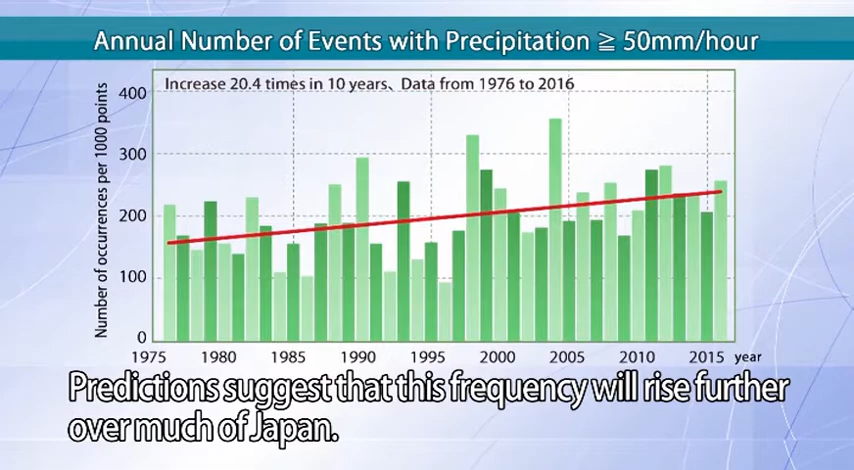 Annual Number of Events with Precipitation ≧ 50mm/hour
Increase 20.4 times in 10 years、Data from 1976 to 2016
Number of occurrences per 1000 points
400
300
200
100
0
1975 1980 1985 1990 1995 2000 2005 2010 2015 year
Predictions suggest that this frequency will rise further
over much of Japan.